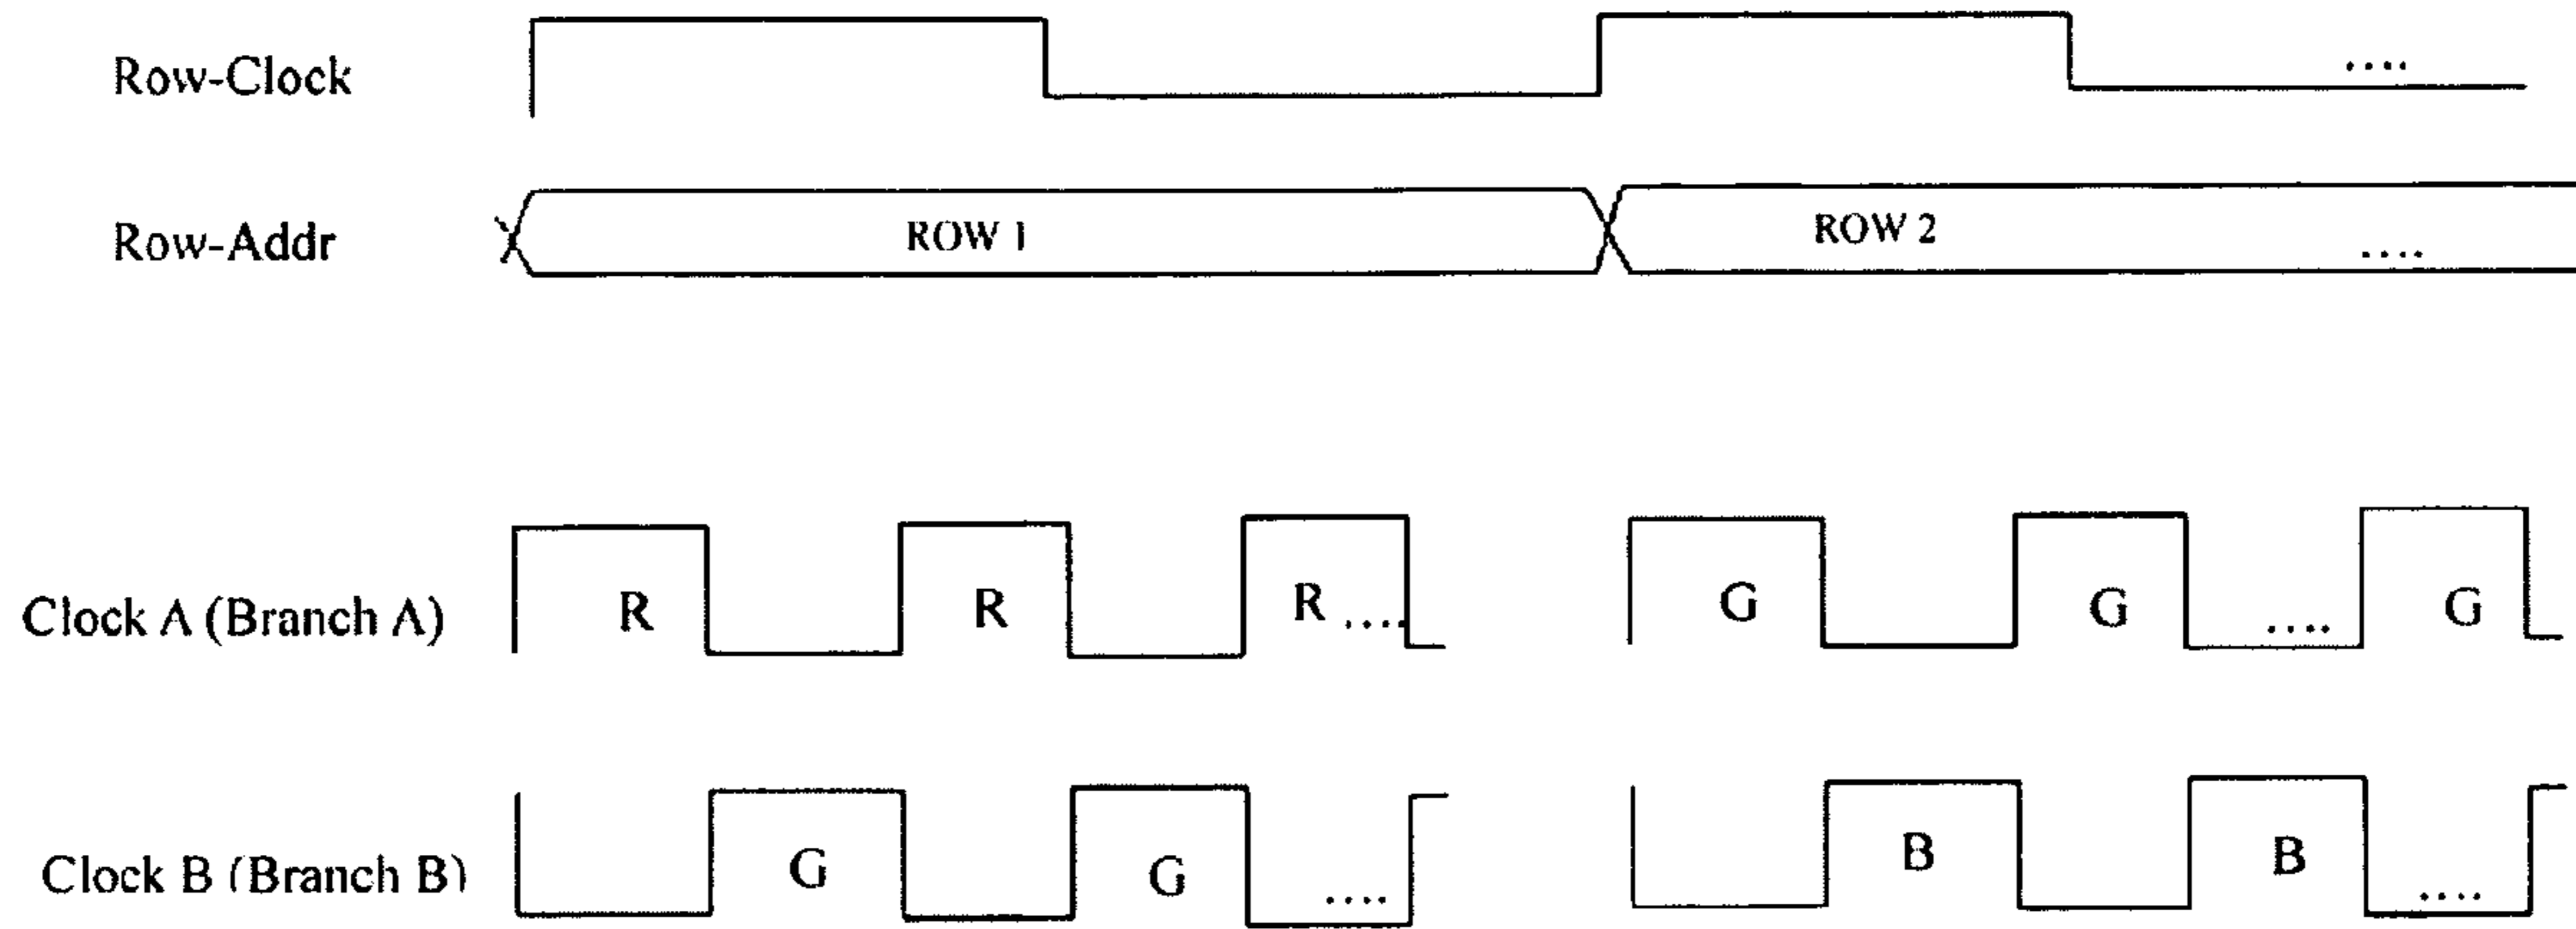 Row-Clock
....
Row-Addr
ROW 1
ROW 2
....
Clock A (Branch A)
R
R
R ....
G
G
....
G
Clock B (Branch B)
G
G
....
B
B
....